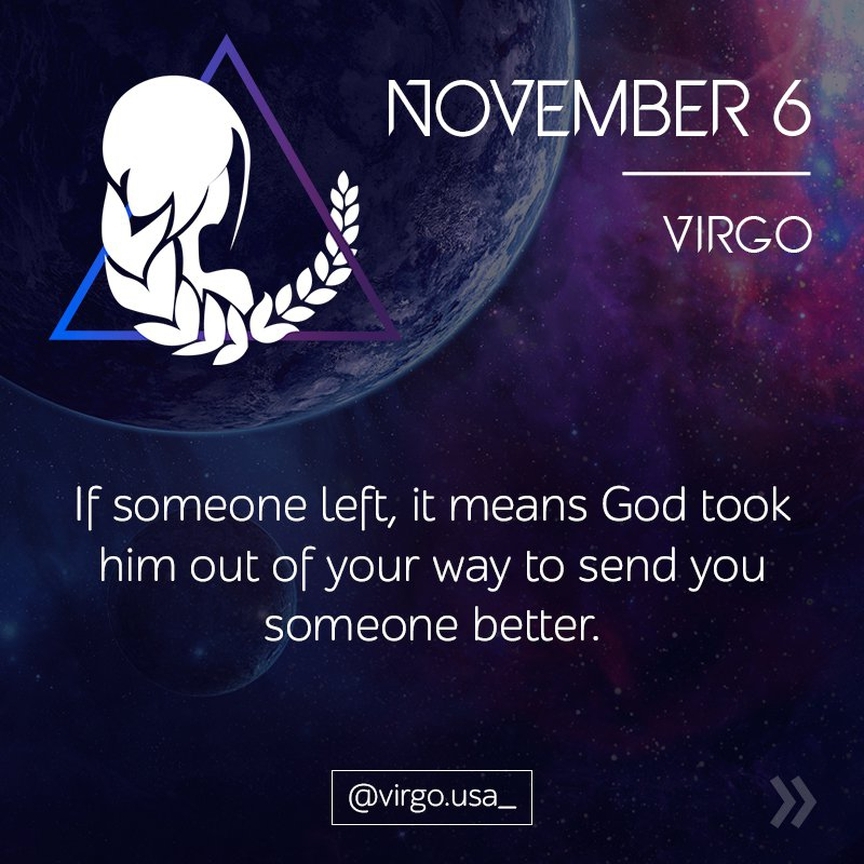 NOVEMBER 6
VIRGO
If someone left, it means God took
him out of your way to send you
someone better.
@virgo.usa_